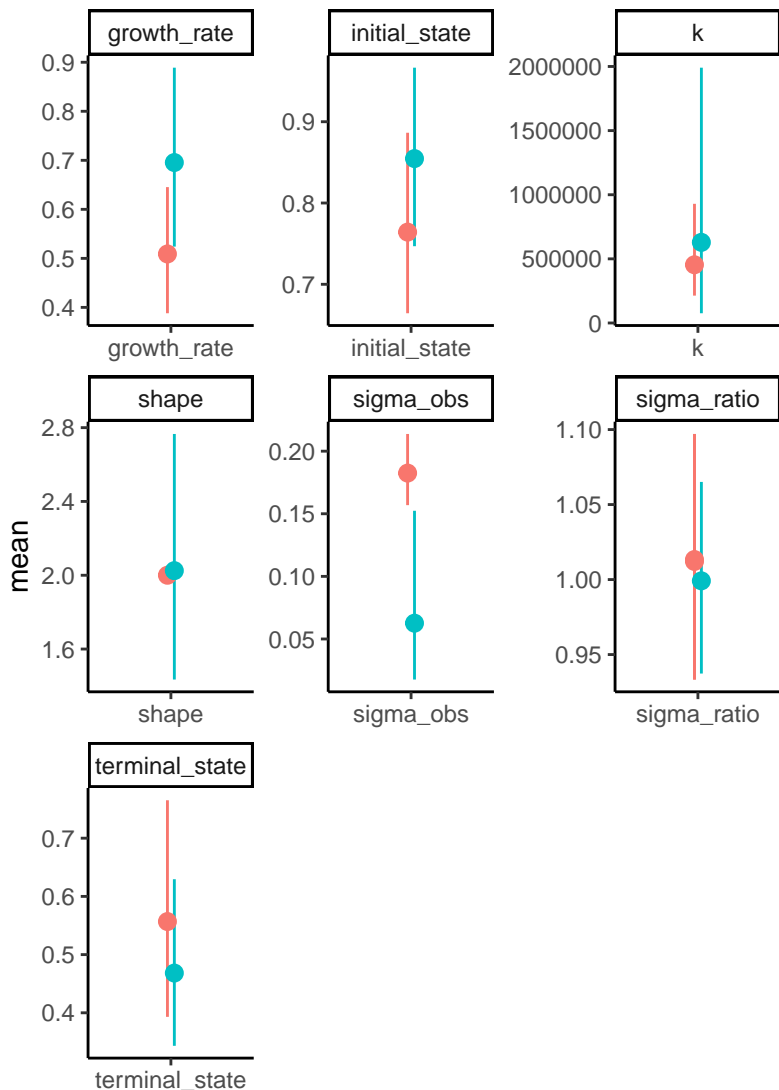 growth_rate
initial_state
k
0.9
0.8
0.7
0.6
0.5
0.4
0.9
0.8
0.7
2000000
1500000
1000000
500000
0
growth_rate
initial_state
k
shape
sigma_obs
sigma_ratio
2.8
2.4
2.0
1.6
0.20
0.15
0.10
0.05
1.10
1.05
1.00
0.95
mean
shape
sigma_obs
sigma_ratio
terminal_state
0.7
0.6
0.5
0.4
terminal_state